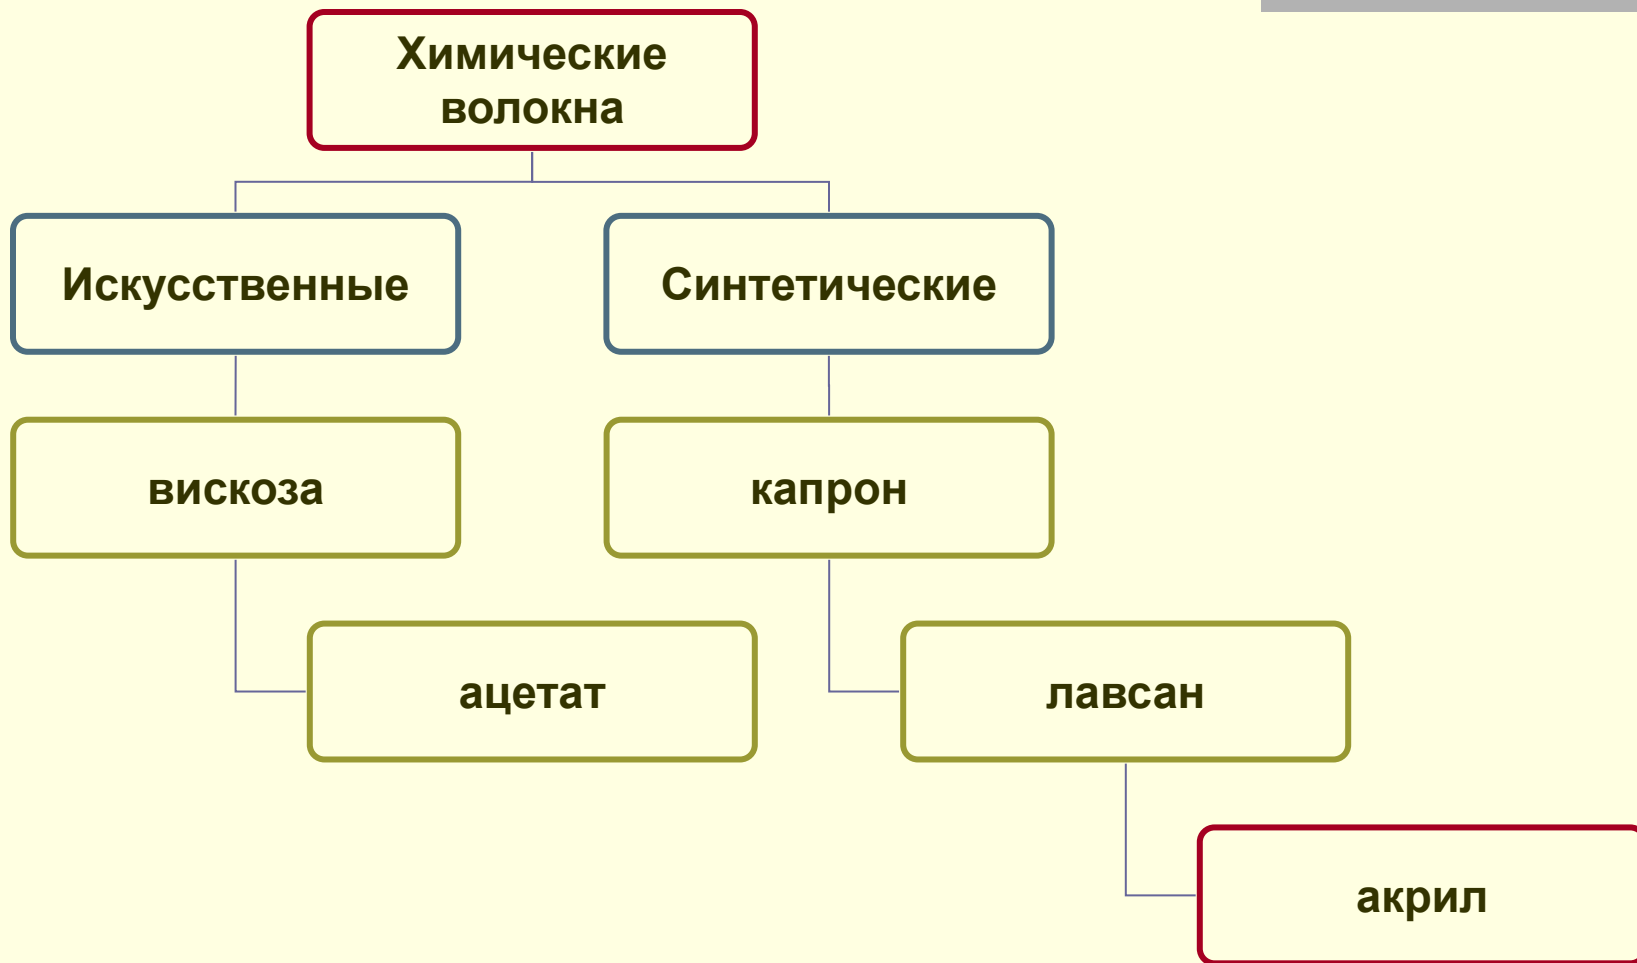 Химические
волокна
Искусственные
Синтетические
вискоза
капрон
ацетат
лавсан
акрил